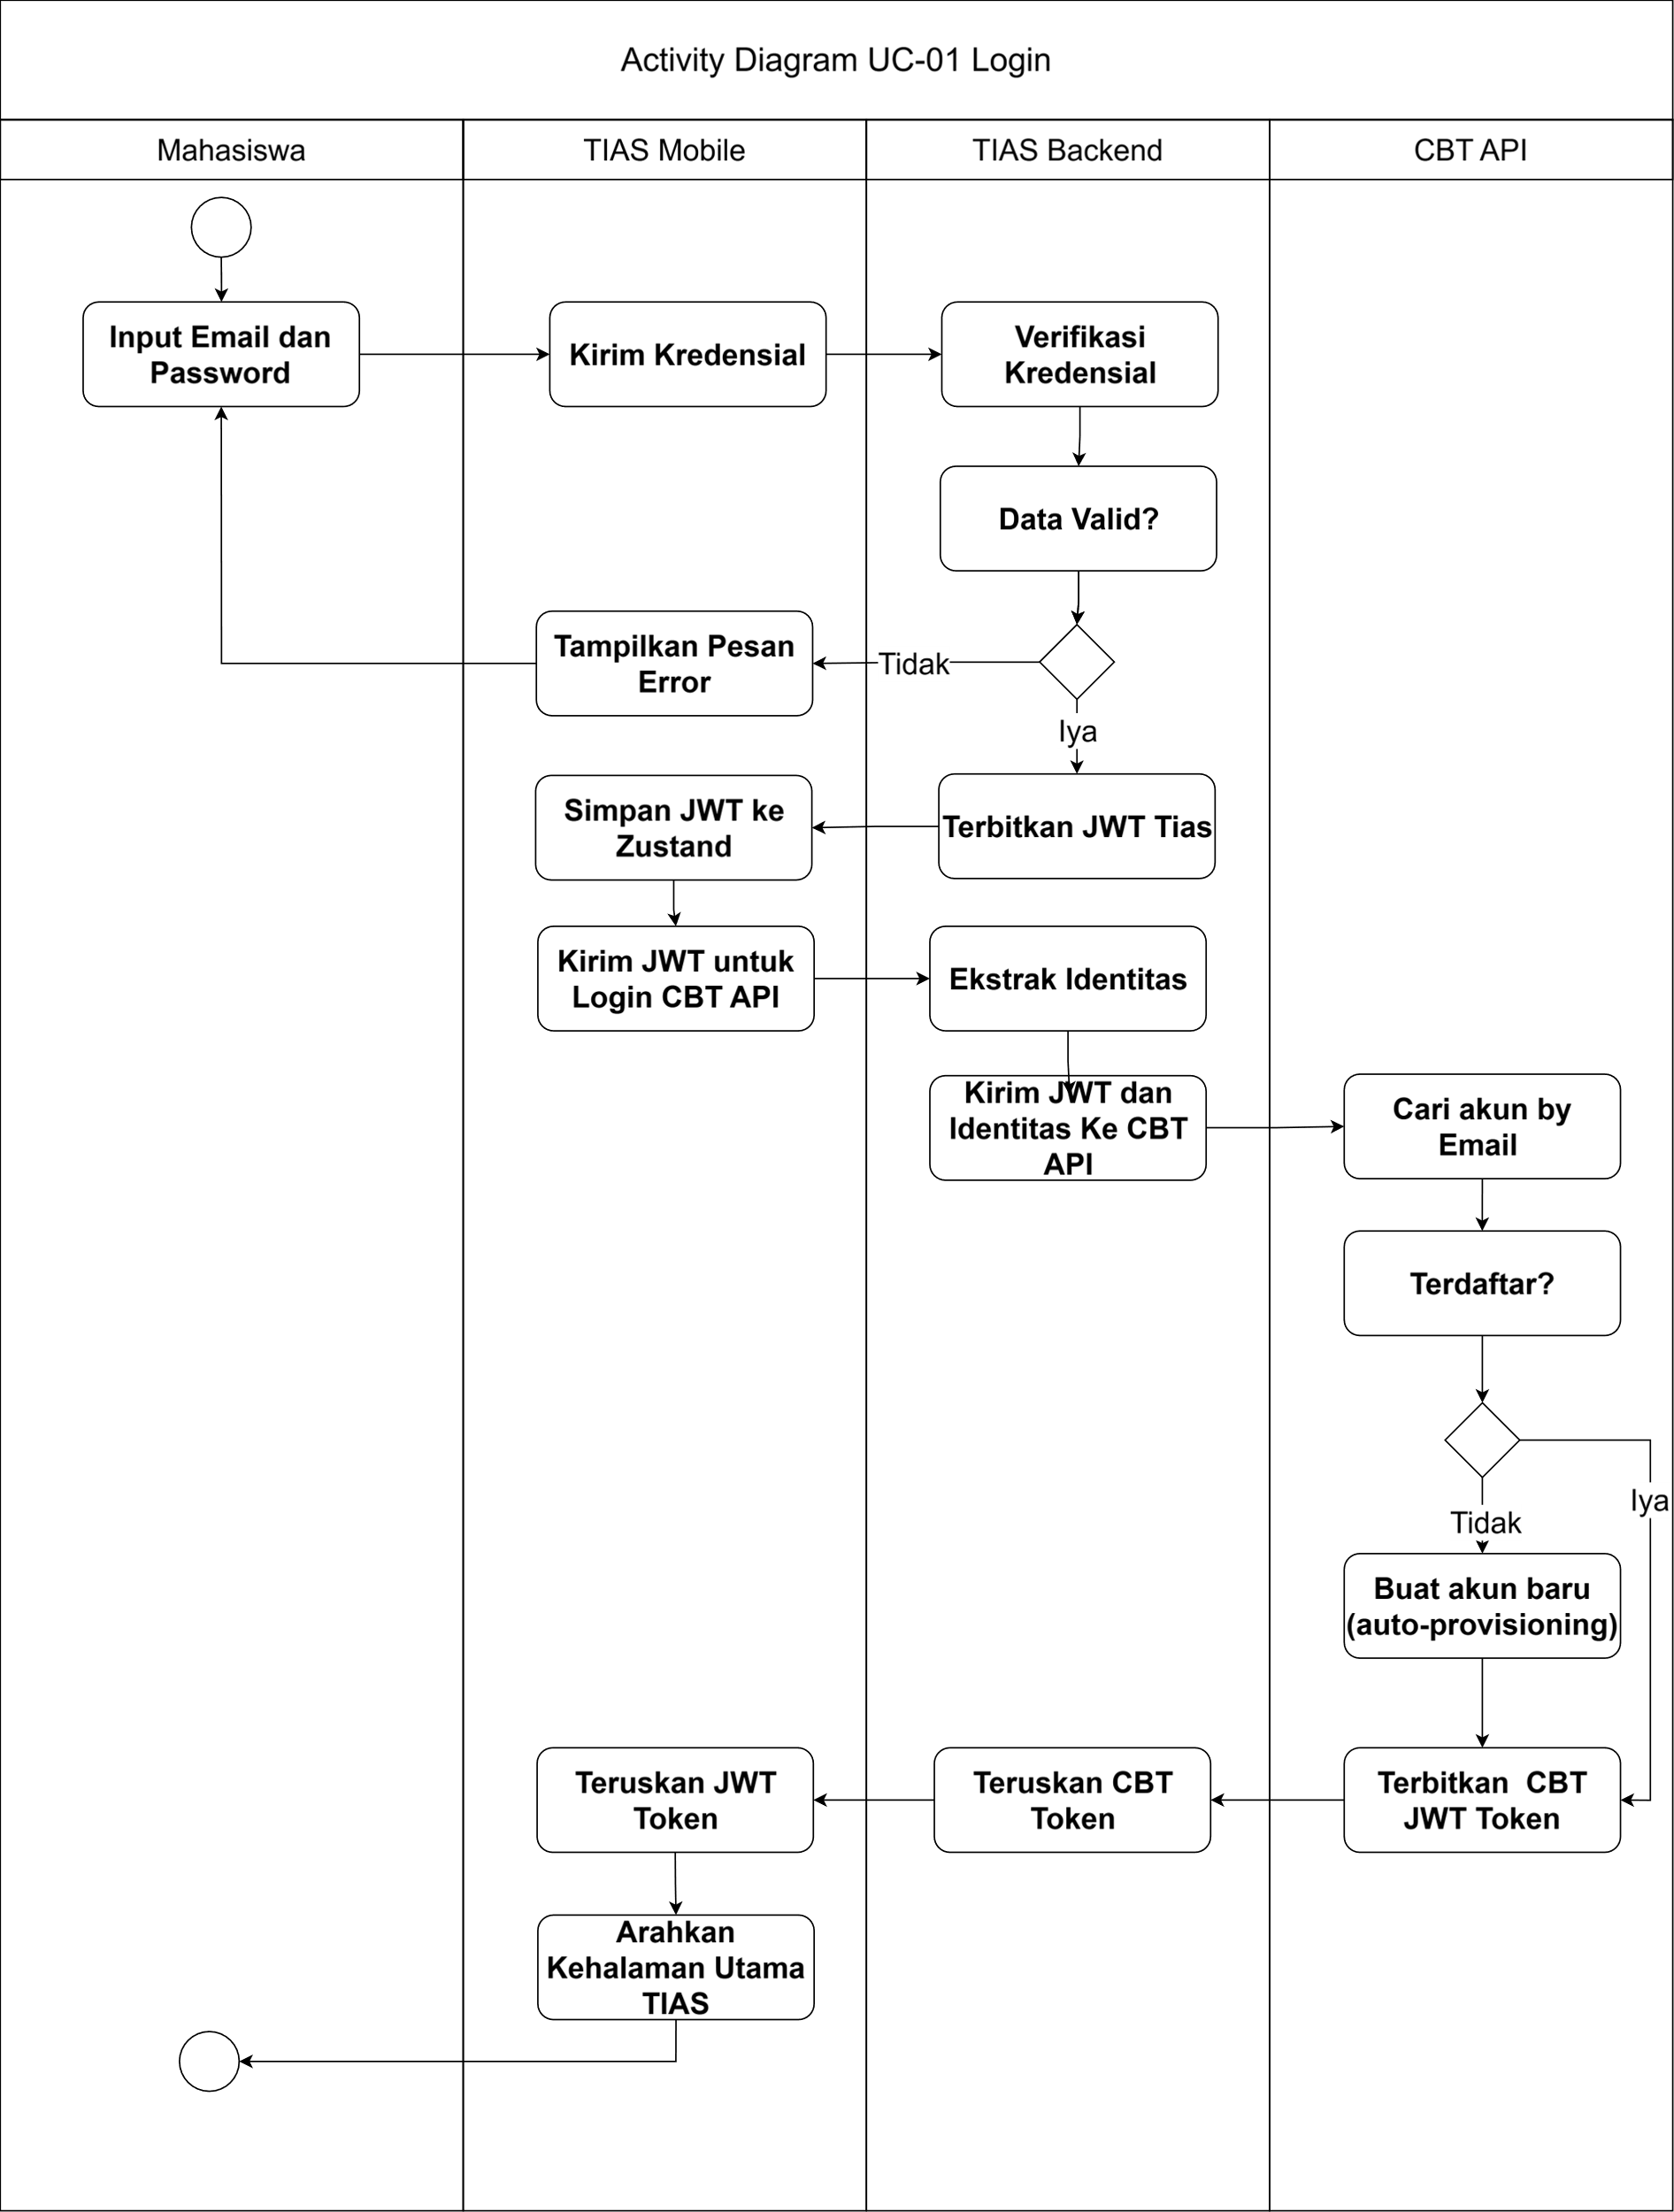 Activity Diagram UC-01 Login
Mahasiswa
TIAS Mobile
TIAS Backend
CBT API
Input Email dan
Password
Kirim Kredensial
Verifikasi
Kredensial
Data Valid?
Tampilkan Pesan
Error
Tidak
Iya
Simpan JWT ke
Zustand
Terbitkan JWT Tias
Kirim JWT untuk
Login CBT API
Ekstrak Identitas
Kirim JWT dan
Identitas Ke CBT
API
Cari akun by
Email
Terdaftar?
Iya
Tidak
Buat akun baru
(auto-provisioning)
Teruskan JWT
Token
Teruskan CBT
Token
Terbitkan  CBT
JWT Token
Arahkan
Kehalaman Utama
TIAS